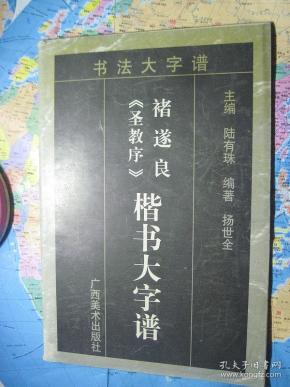 书法大字谱
主编 陆有珠 编著 扬世全
褚遂良
《圣教序》
楷书大字谱
广西美术出版社
孔夫子旧书网